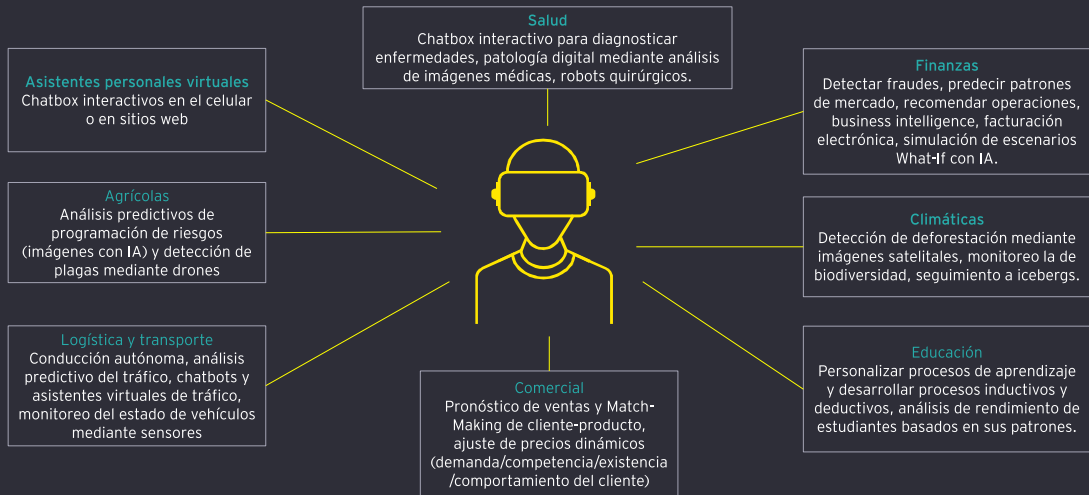 Salud
Chatbox interactivo para diagnosticar
enfermedades, patología digital mediante análisis
de imágenes médicas, robots quirúrgicos.
Asistentes personales virtuales
Chatbox interactivos en el celular
o en sitios web
Finanzas
Detectar fraudes, predecir patrones
de mercado, recomendar operaciones,
business intelligence, facturación
electrónica, simulación de escenarios
What-If con IA.
Agrícolas
Análisis predictivos de
programación de riesgos
(imágenes con IA) y detección de
plagas mediante drones
Climáticas
Detección de deforestación mediante
imágenes satelitales, monitoreo la de
biodiversidad, seguimiento a icebergs.
Logística y transporte
Conducción autónoma, análisis
predictivo del tráfico, chatbots y
asistentes virtuales de tráfico,
monitoreo del estado de vehículos
mediante sensores
Comercial
Pronóstico de ventas y Match-
Making de cliente-producto,
ajuste de precios dinámicos
(demanda/competencia/existencia
/comportamiento del cliente)
Educación
Personalizar procesos de aprendizaje
y desarrollar procesos inductivos y
deductivos, análisis de rendimiento de
estudiantes basados en sus patrones.